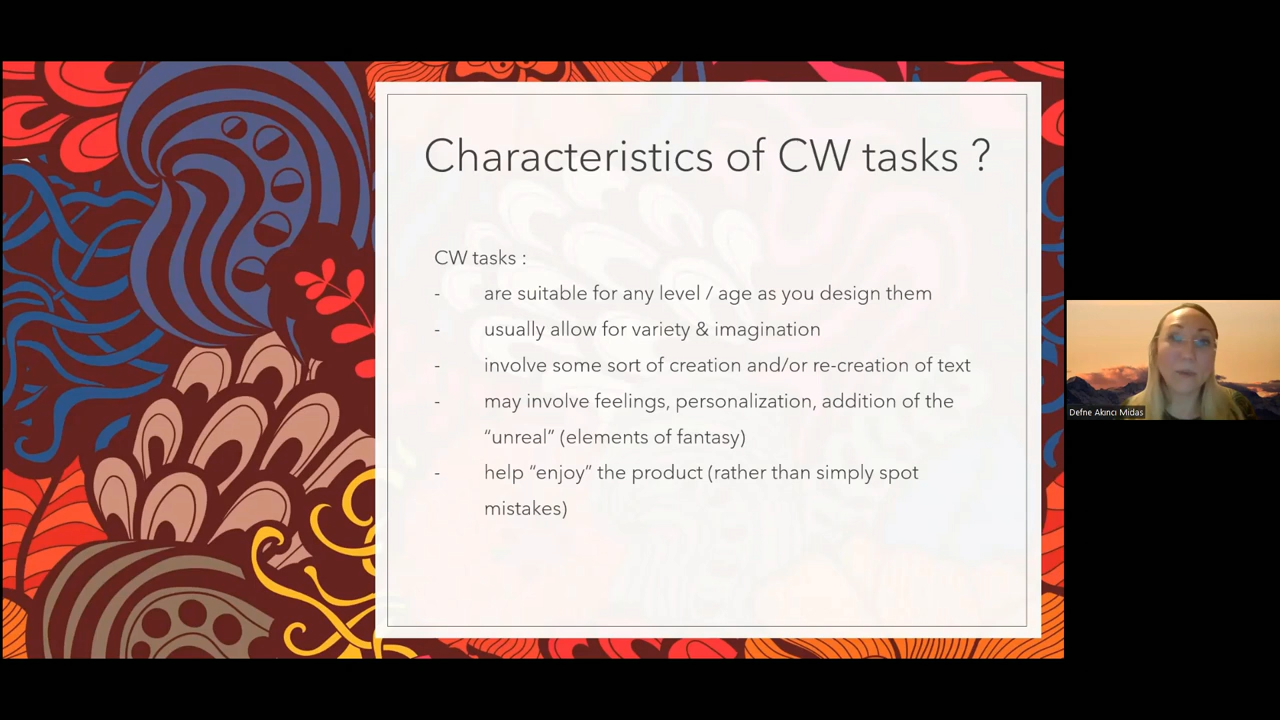 Characteristics of CW tasks ?
CW tasks :
- are suitable for any level / age as you design them
- usually allow for variety & imagination
- involve some sort of creation and/or re-creation of text
- may involve feelings, personalization, addition of the
“unreal” (elements of fantasy)
- help “enjoy” the product (rather than simply spot
mistakes)
Defne Akıncı Midas